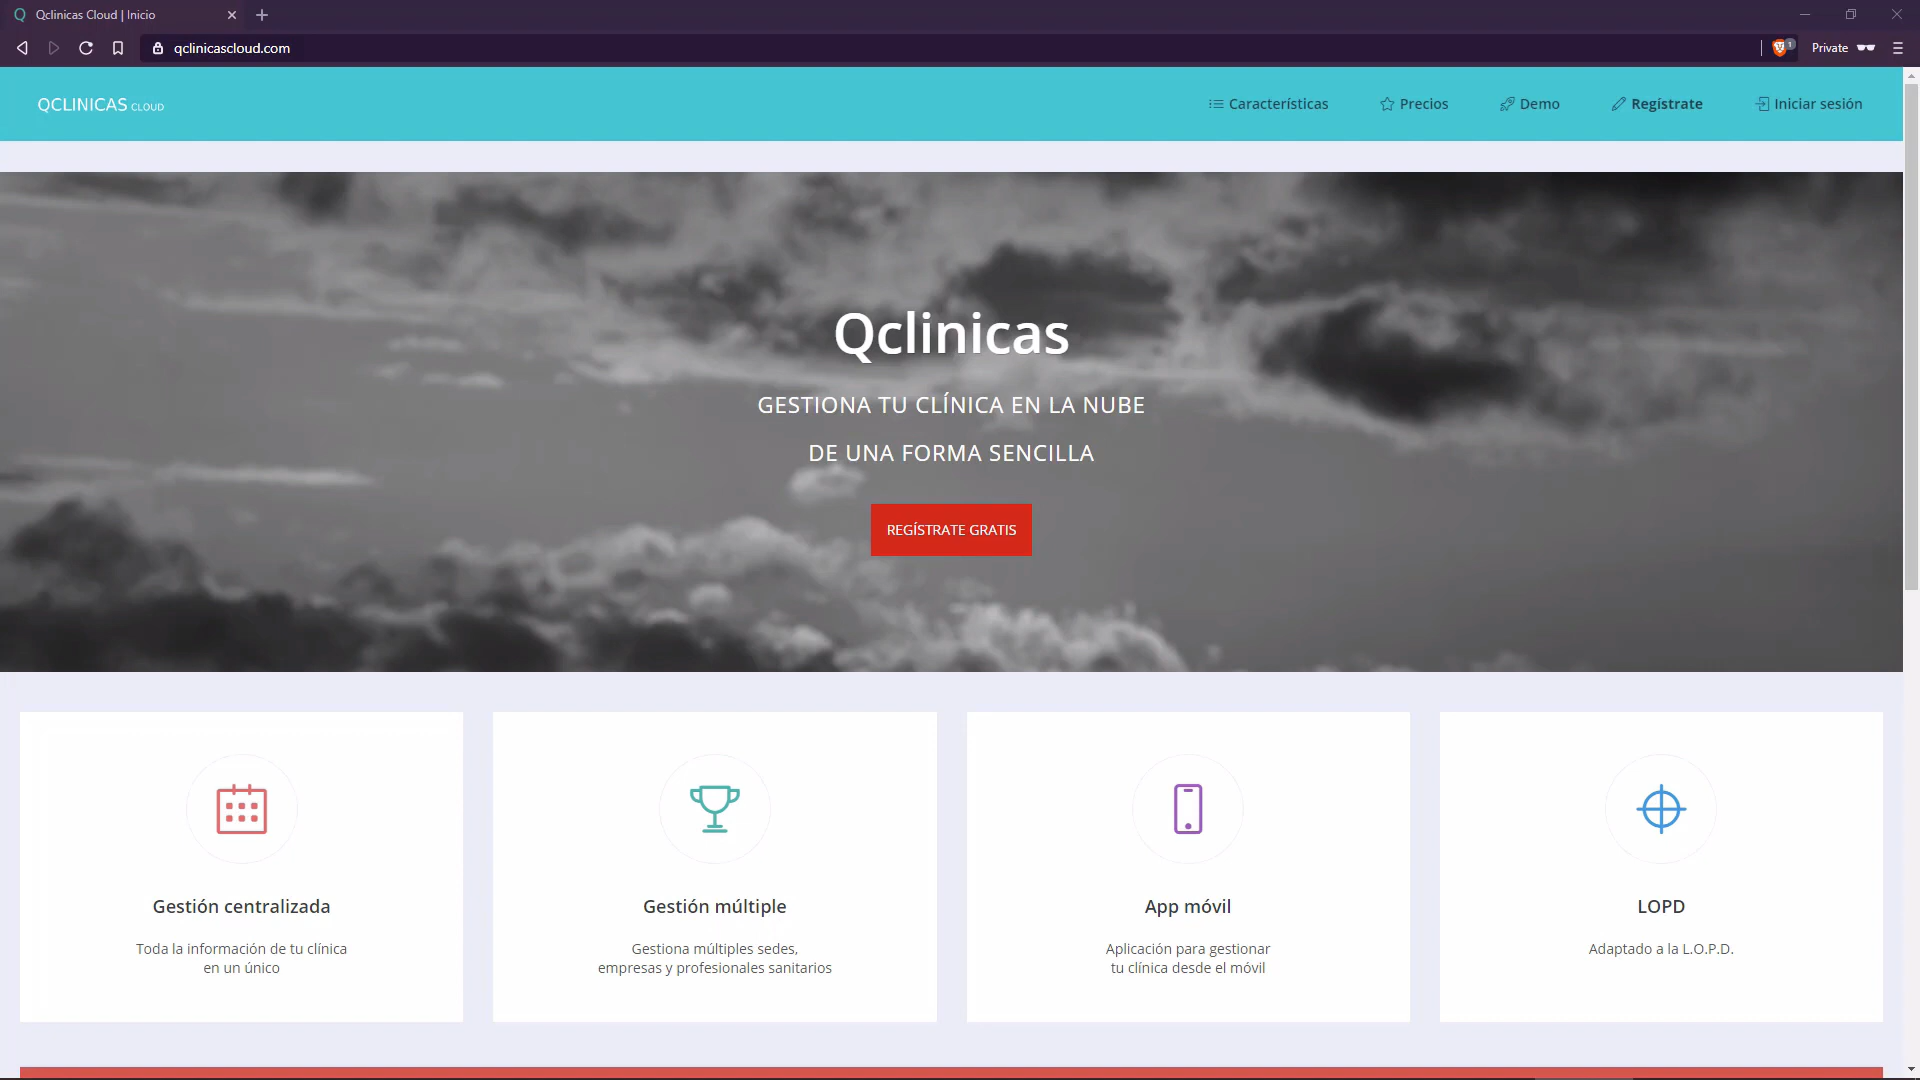 Qclinicas Cloud | Inicio
qclinicascloud.com
1
Private
QCLINICAS CLOUD
Características
Precios
Demo
Regístrate
Iniciar sesión
Qclinicas
GESTIONA TU CLÍNICA EN LA NUBE
DE UNA FORMA SENCILLA
REGÍSTRATE GRATIS
Gestión centralizada
Toda la información de tu clínica
en un único
Gestión múltiple
Gestiona múltiples sedes,
empresas y profesionales sanitarios
App móvil
Aplicación para gestionar
tu clínica desde el móvil
LOPD
Adaptado a la L.O.P.D.